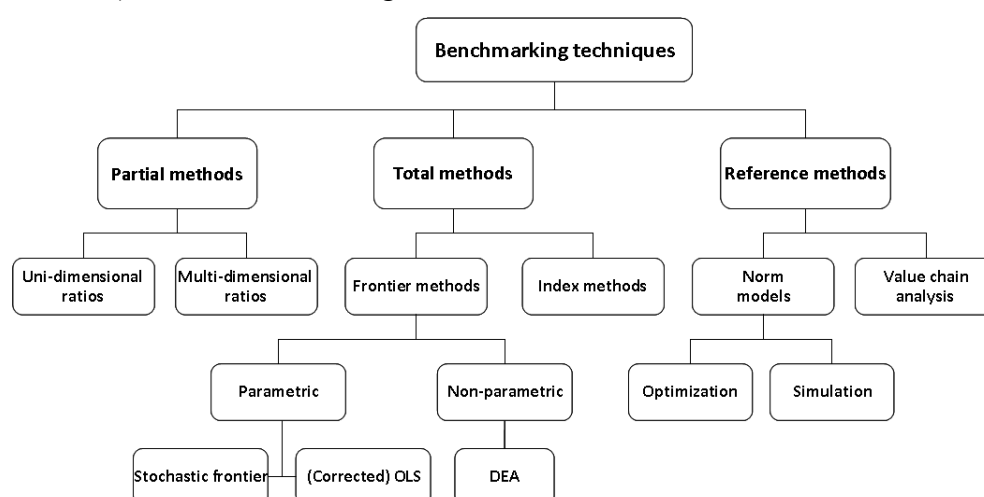 Benchmarking techniques
Partial methods
Total methods
Reference methods
Uni-dimensional
ratios
Multi-dimensional
ratios
Frontier methods
Index methods
Norm
models
Value chain
analysis
Parametric
Non-parametric
Optimization
Simulation
Stochastic frontier
(Corrected) OLS
DEA